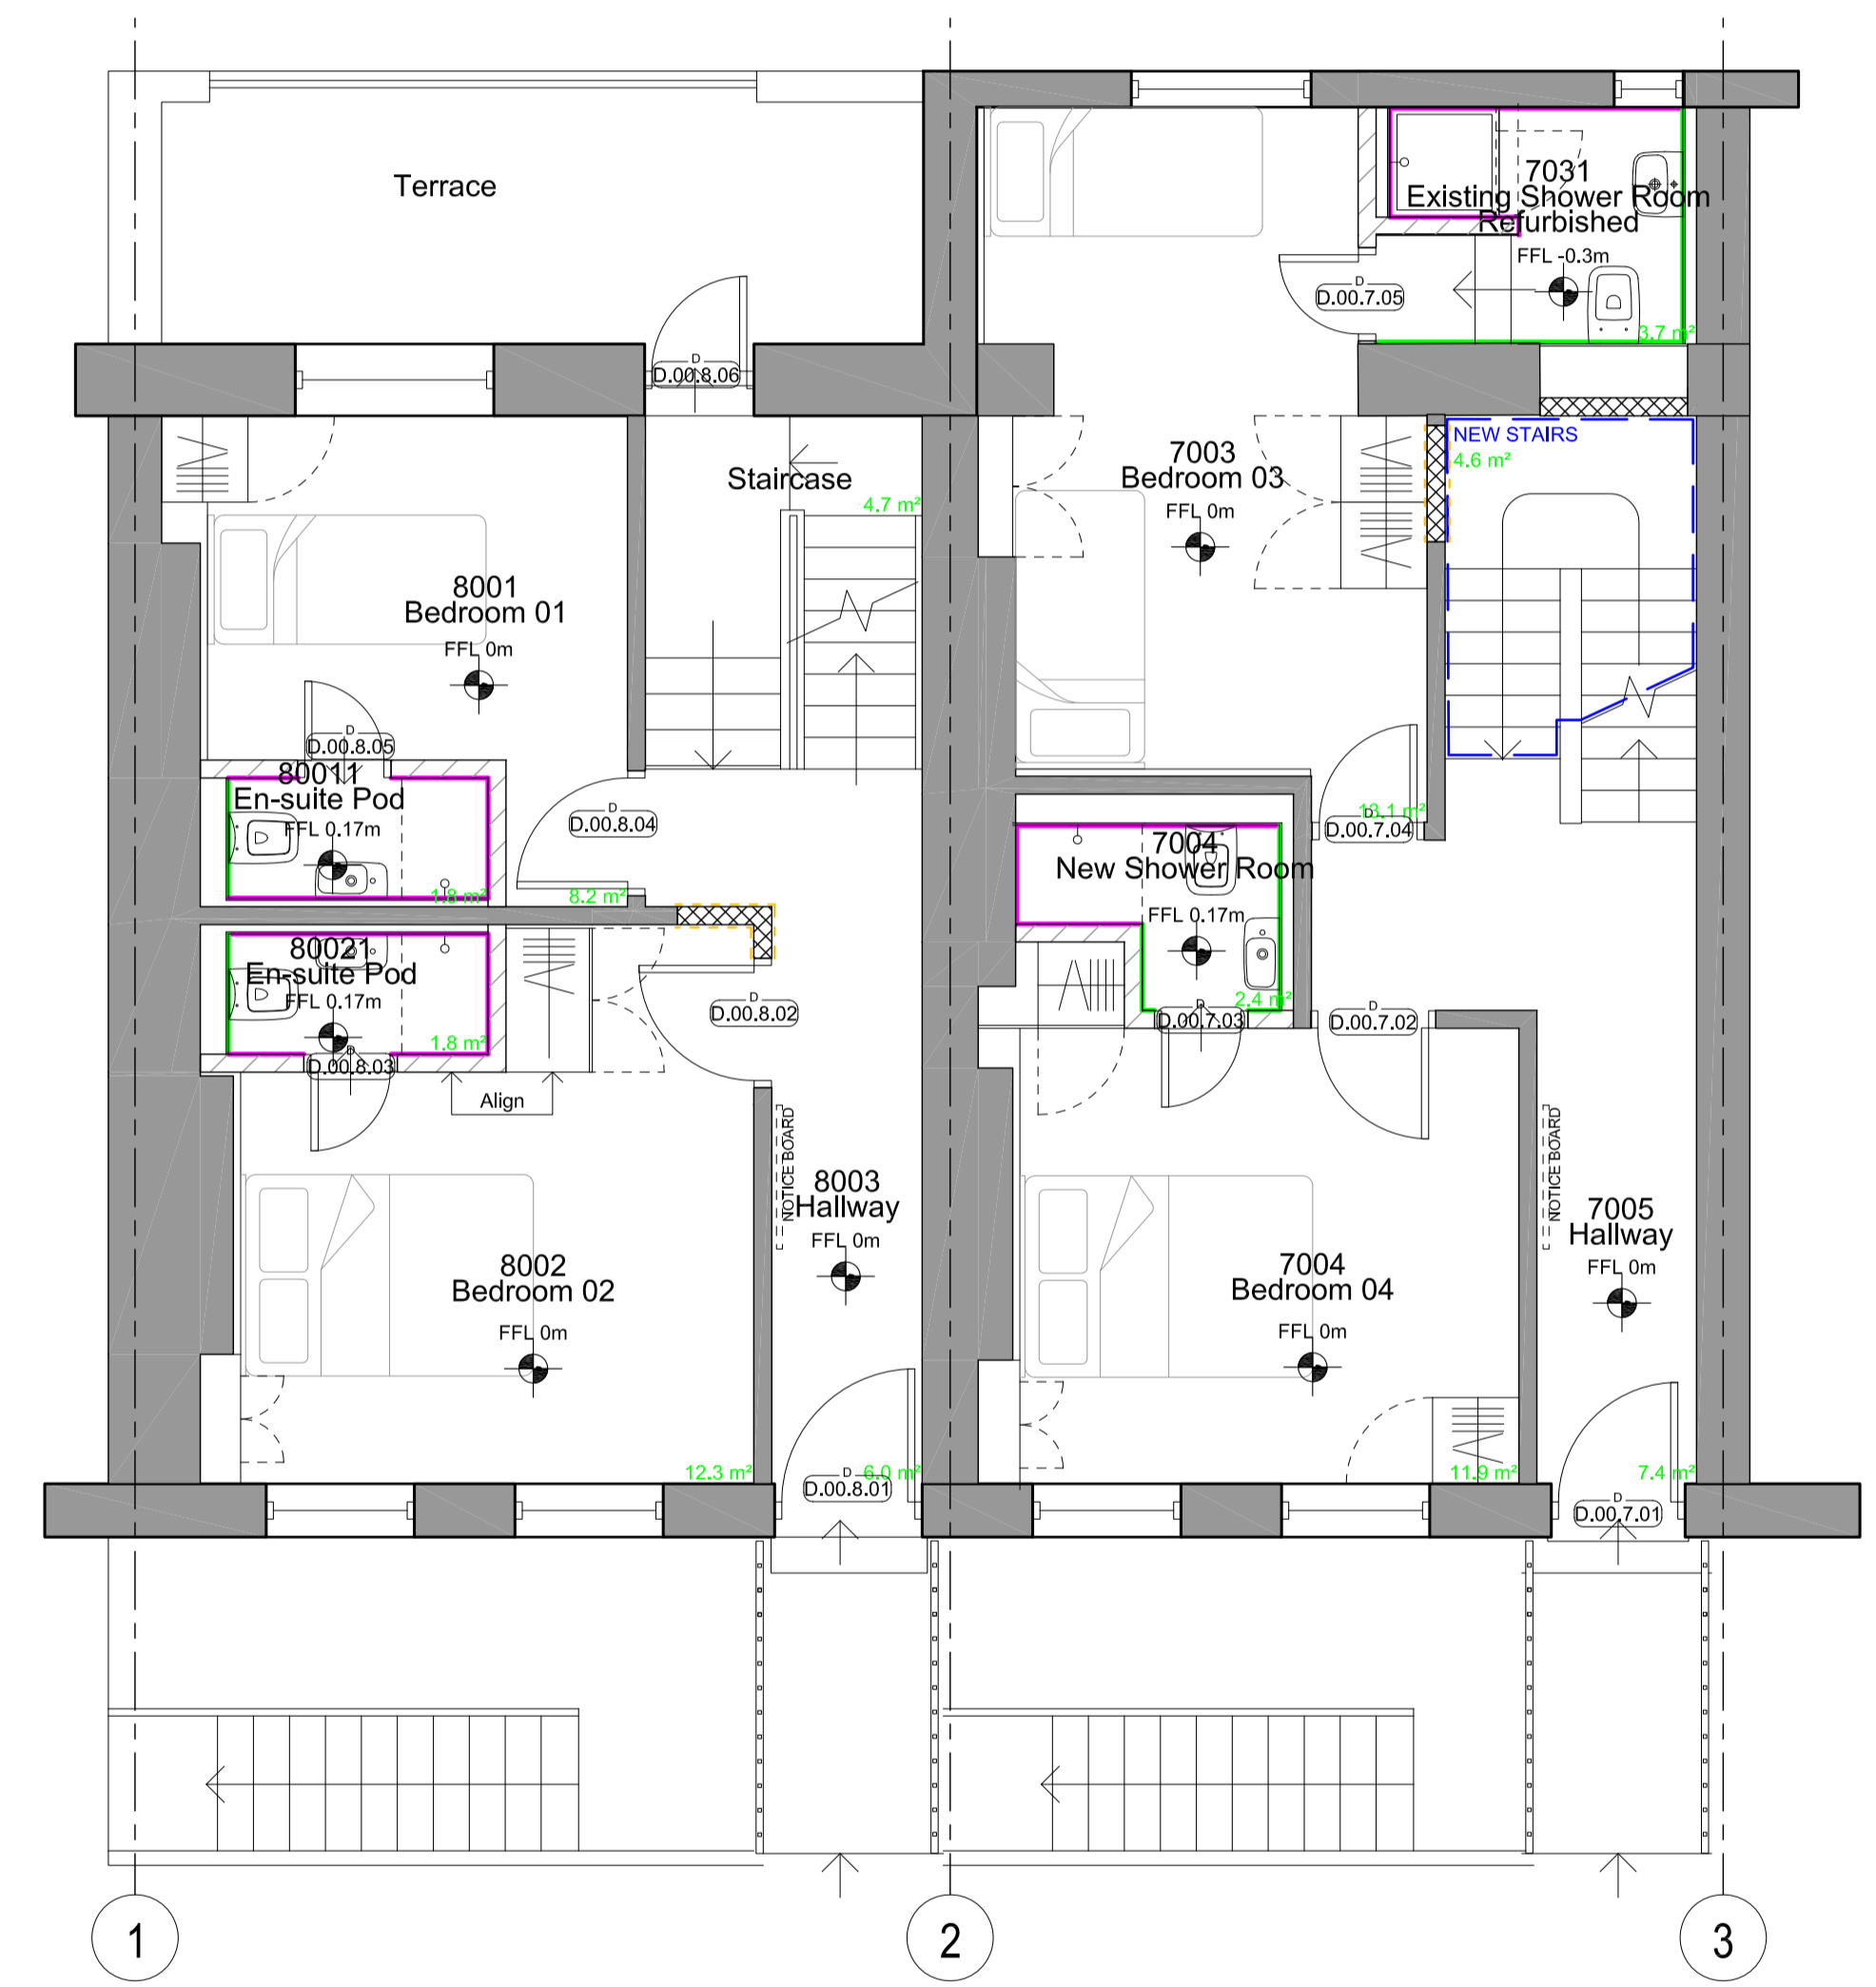 Terrace
7031
Existing Shower Room
Refurbished
FFL -0.3m
D
D.00.7.05
3.7 m²
D
D.00.8.06
NEW STAIRS
4.6 m²
7003
Bedroom 03
FFL 0m
Staircase
4.7 m²
8001
Bedroom 01
FFL 0m
D
D.00.8.05
80011
En-suite Pod
FFL 0.17m
1.8 m²
8.2 m²
D
D.00.8.04
13.1 m²
D
D.00.7.04
7004
New Shower Room
FFL 0.17m
2.4 m²
D
D.00.7.03
D
D.00.7.02
80021
En-suite Pod
FFL 0.17m
1.8 m²
D
D.00.8.03
D
D.00.8.02
Align
NOTICE BOARD
8003
Hallway
FFL 0m
NOTICE BOARD
7005
Hallway
FFL 0m
8002
Bedroom 02
FFL 0m
7004
Bedroom 04
FFL 0m
12.3 m²
6.0 m²
D
D.00.8.01
11.9 m²
7.4 m²
D
D.00.7.01
1
2
3